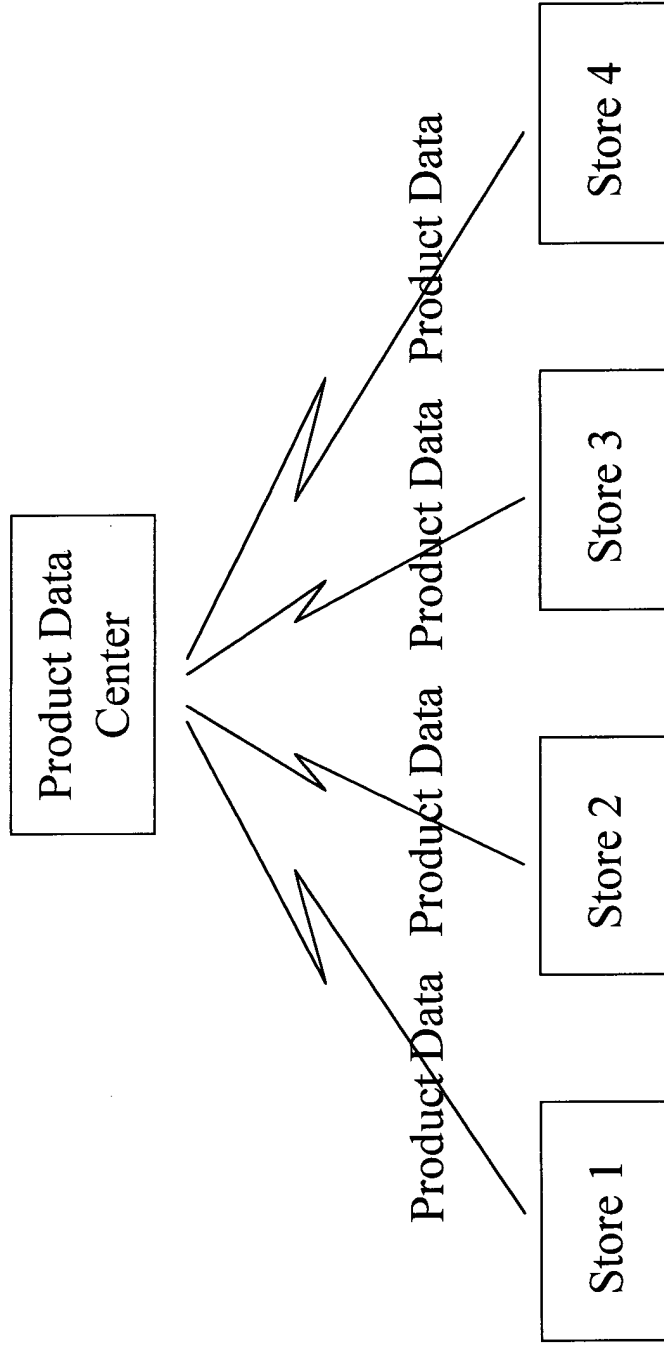 Product Data
Center
Product Data Product Data Product Data Product Data
Store 1
Store 2
Store 3
Store 4